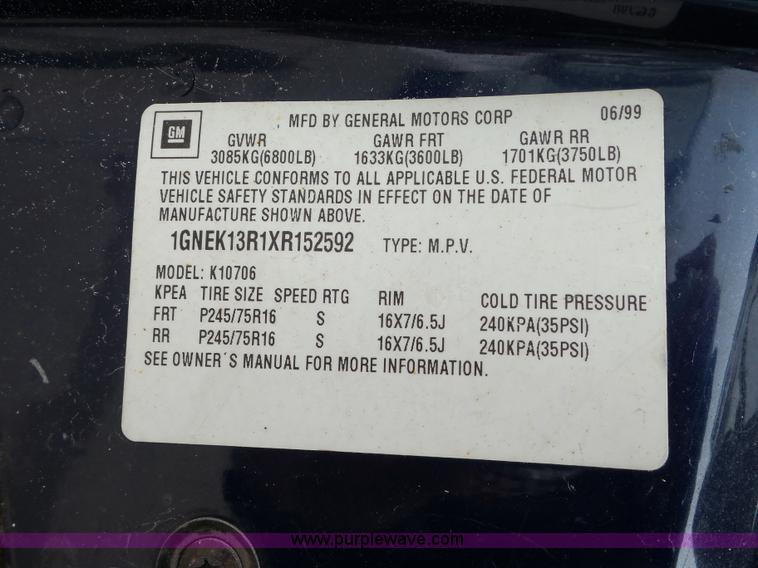 GM
MFD BY GENERAL MOTORS CORP 06/99
GVWR GAWR FRT GAWR RR
3085KG(6800LB) 1633KG(3600LB) 1701KG(3750LB)
THIS VEHICLE CONFORMS TO ALL APPLICABLE U.S. FEDERAL MOTOR
VEHICLE SAFETY STANDARDS IN EFFECT ON THE DATE OF
MANUFACTURE SHOWN ABOVE.
1GNEK13R1XR152592 TYPE: M.P.V.
MODEL: K10706
KPEA TIRE SIZE SPEED RTG RIM COLD TIRE PRESSURE
FRT P245/75R16 S 16X7/6.5J 240KPA(35PSI)
RR P245/75R16 S 16X7/6.5J 240KPA(35PSI)
SEE OWNER'S MANUAL FOR MORE INFORMATION.
www.purplewave.com